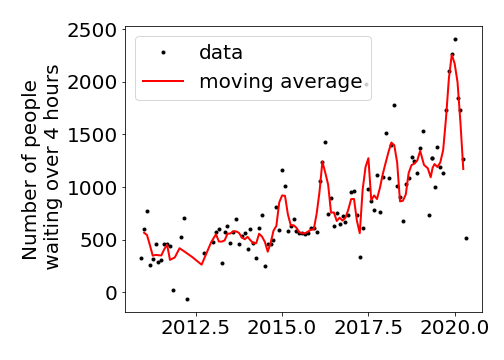 2500
2000
1500
1000
500
0
Number of people
waiting over 4 hours
data
moving average
2012.5
2015.0
2017.5
2020.0